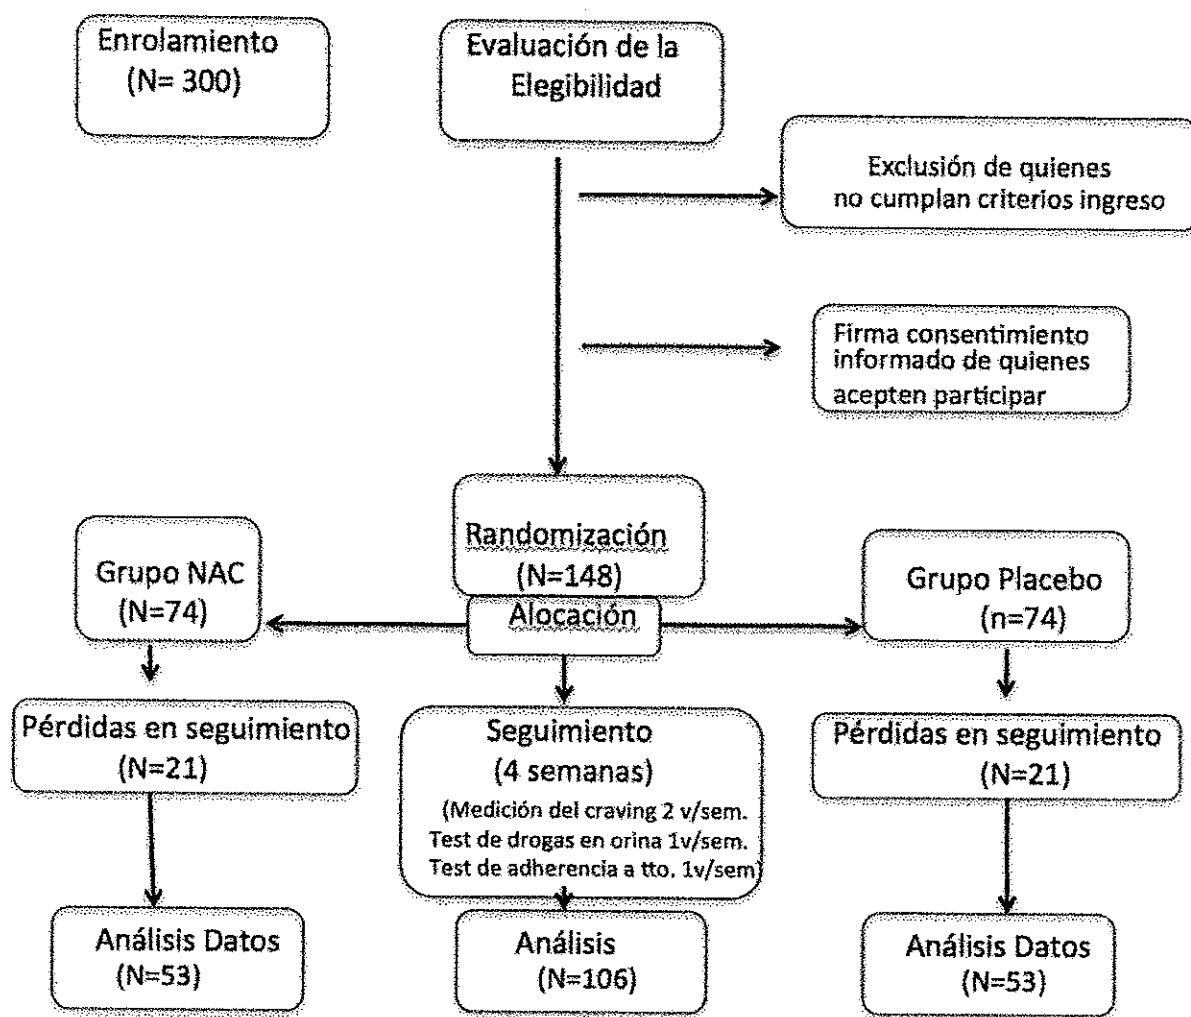 Enrolamiento
(N= 300)
Evaluación de la
Elegibilidad
Exclusión de quienes
no cumplan criterios ingreso
Firma consentimiento
informado de quienes
acepten participar
Randomización
(N=148)
Alocación
Grupo NAC
(N=74)
Grupo Placebo
(n=74)
Pérdidas en seguimiento
(N=21)
Seguimiento
(4 semanas)
(Medición del craving 2 v/sem.
Test de drogas en orina 1v/sem.
Test de adherencia a tto. 1v/sem)
Pérdidas en seguimiento
(N=21)
Análisis Datos
(N=53)
Análisis
(N=106)
Análisis Datos
(N=53)